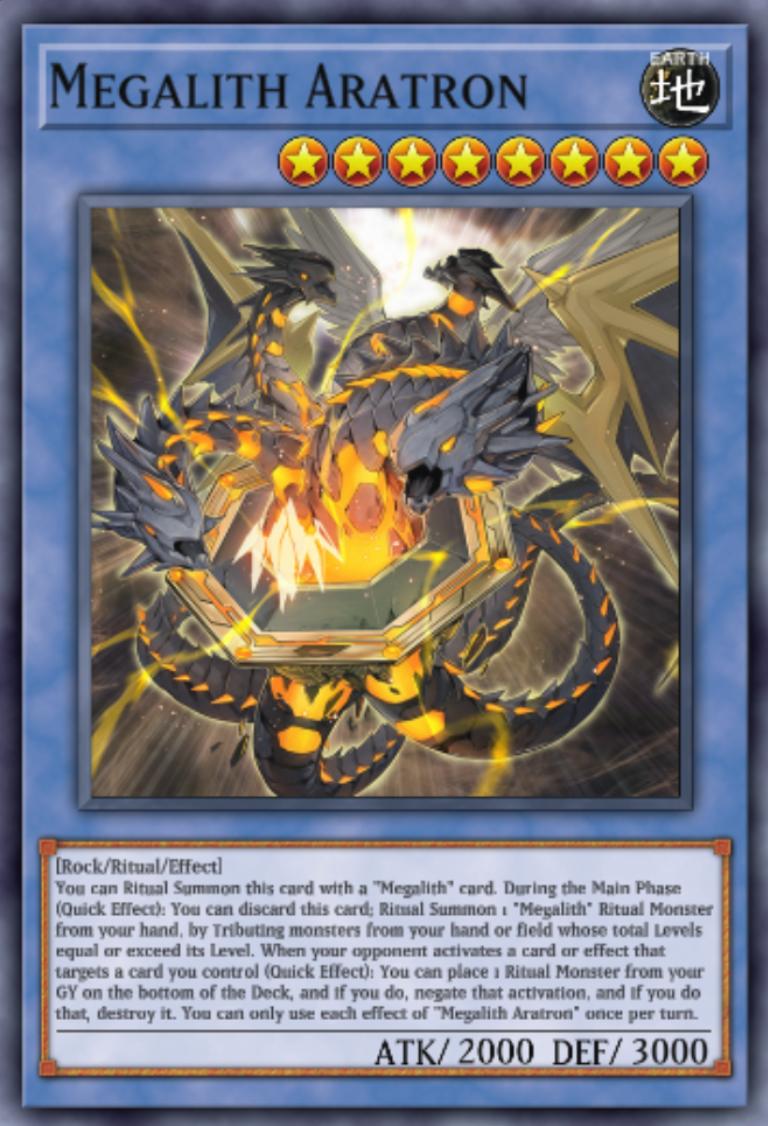 Megalith Aratron
EARTH
地
[Rock/Ritual/Effect]
You can Ritual Summon this card with a "Megalith" card. During the Main Phase
(Quick Effect): You can discard this card; Ritual Summon 1 "Megalith" Ritual Monster
from your hand, by Tributing monsters from your hand or field whose total Levels
equal or exceed its Level. When your opponent activates a card or effect that
targets a card you control (Quick Effect): You can place 1 Ritual Monster from your
GY on the bottom of the Deck, and if you do, negate that activation, and if you do
that, destroy it. You can only use each effect of "Megalith Aratron" once per turn.
ATK/ 2000 DEF/ 3000